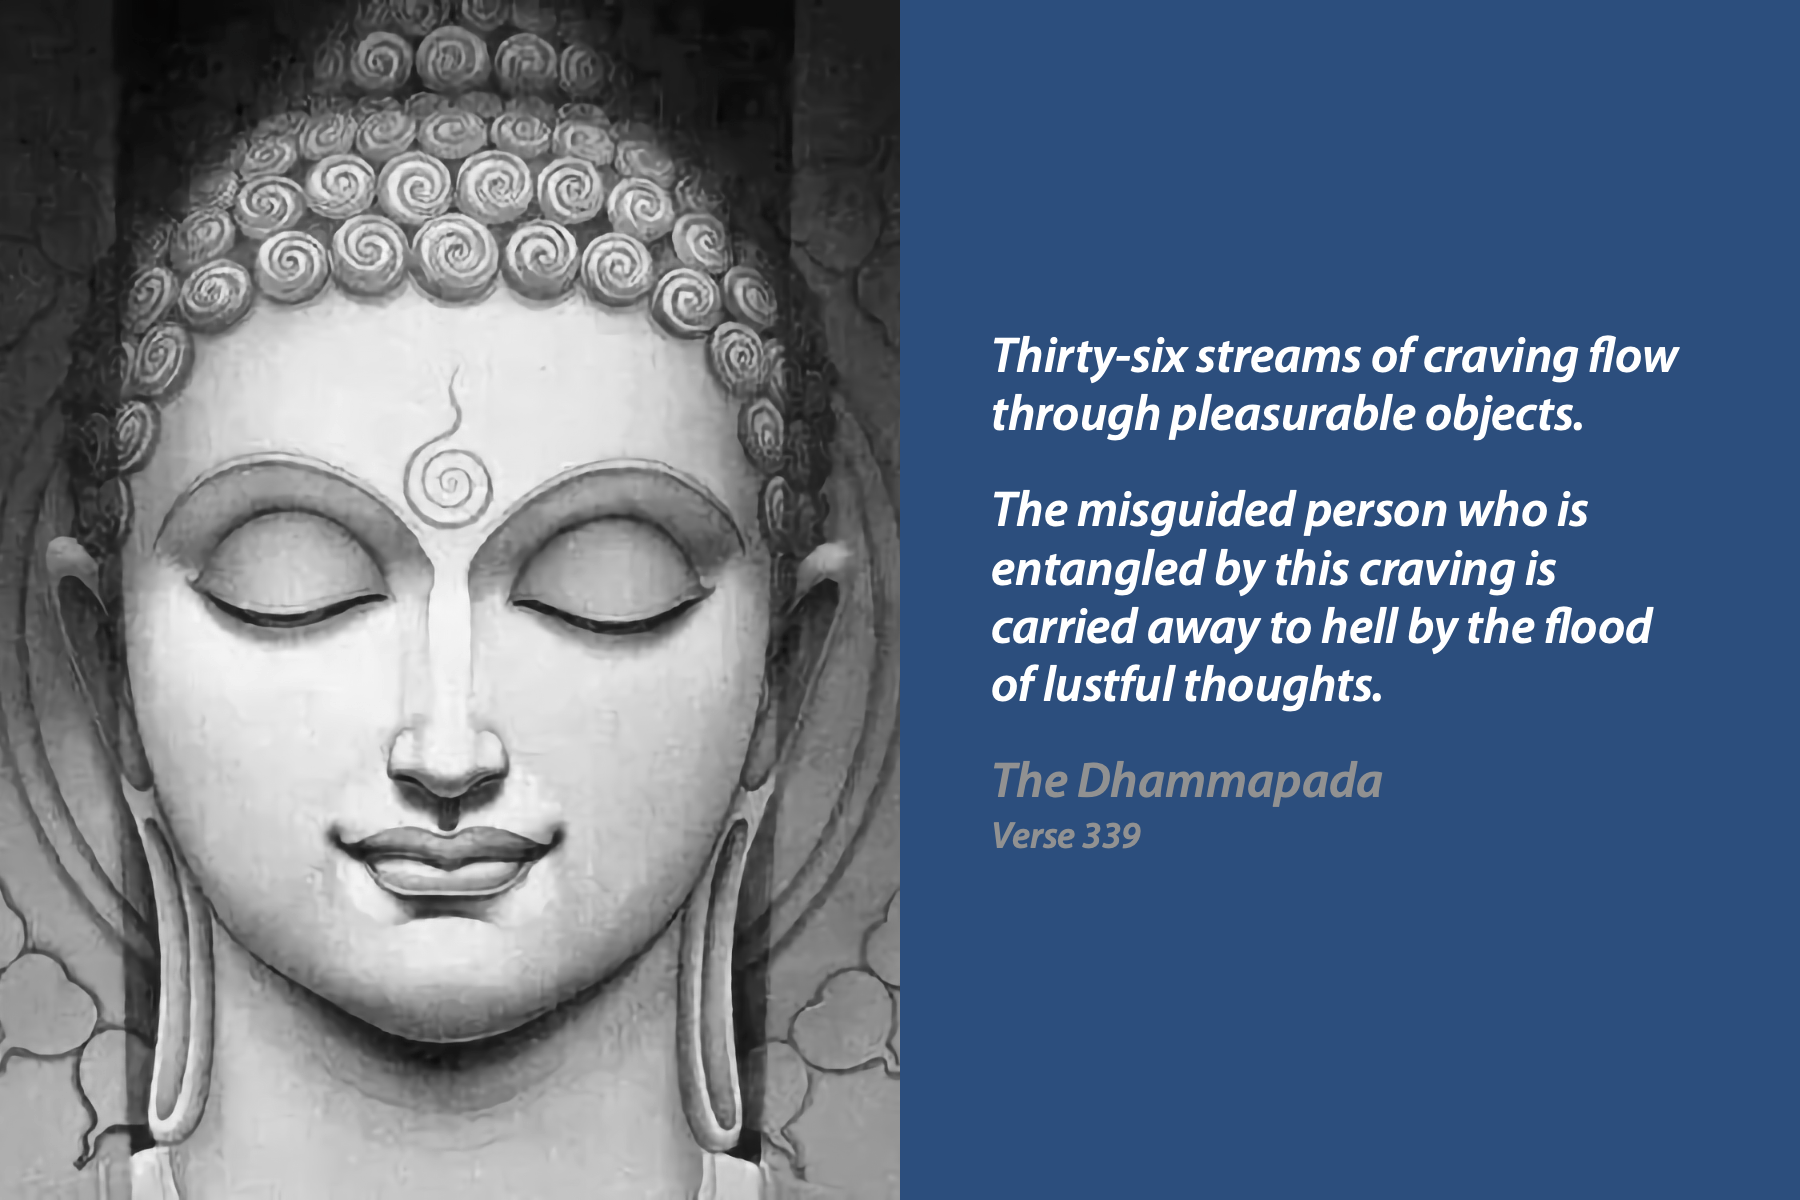 Thirty-six streams of craving flow
through pleasurable objects.
The misguided person who is
entangled by this craving is
carried away to hell by the flood
of lustful thoughts.
The Dhammapada
Verse 339